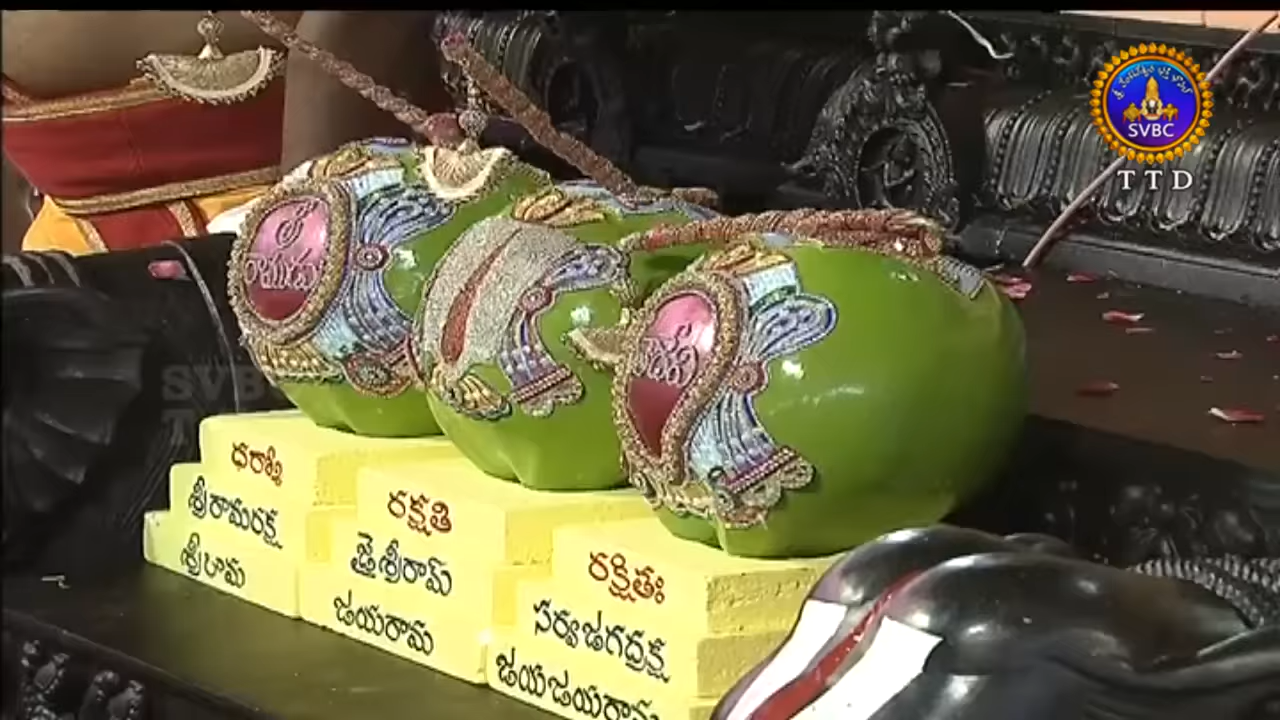 SVBC
TTD
శ్రీ
రాముడు
ధర్మో
శ్రీరామరక్ష
శ్రీరామ
రక్షతి
జై శ్రీరామ్
జయరామ
రక్షితః
సర్వజగద్రక్ష
జయజయరామ